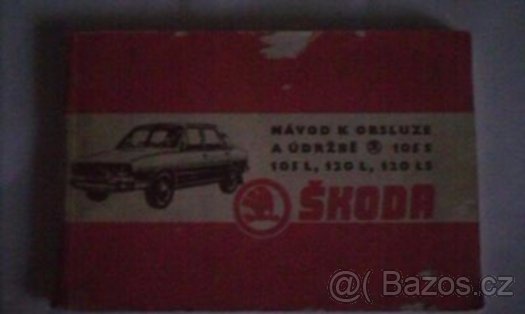 NÁVOD K OBSLUZE
A ÚDRŽBĚ 105 S
105 L, 120 L, 120 LS
ŠKODA
@( Bazos.cz